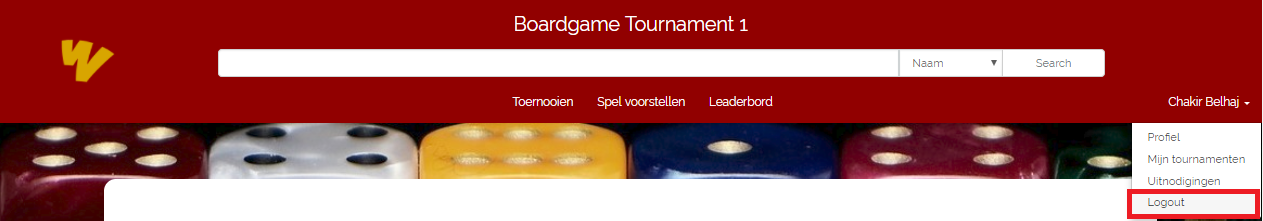 Boardgame Tournament 1
W
Naam Search
Toernooien Spel voorstellen Leaderbord Chakir Belhaj
Profiel
Mijn tournamenten
Uitnodigingen
Logout